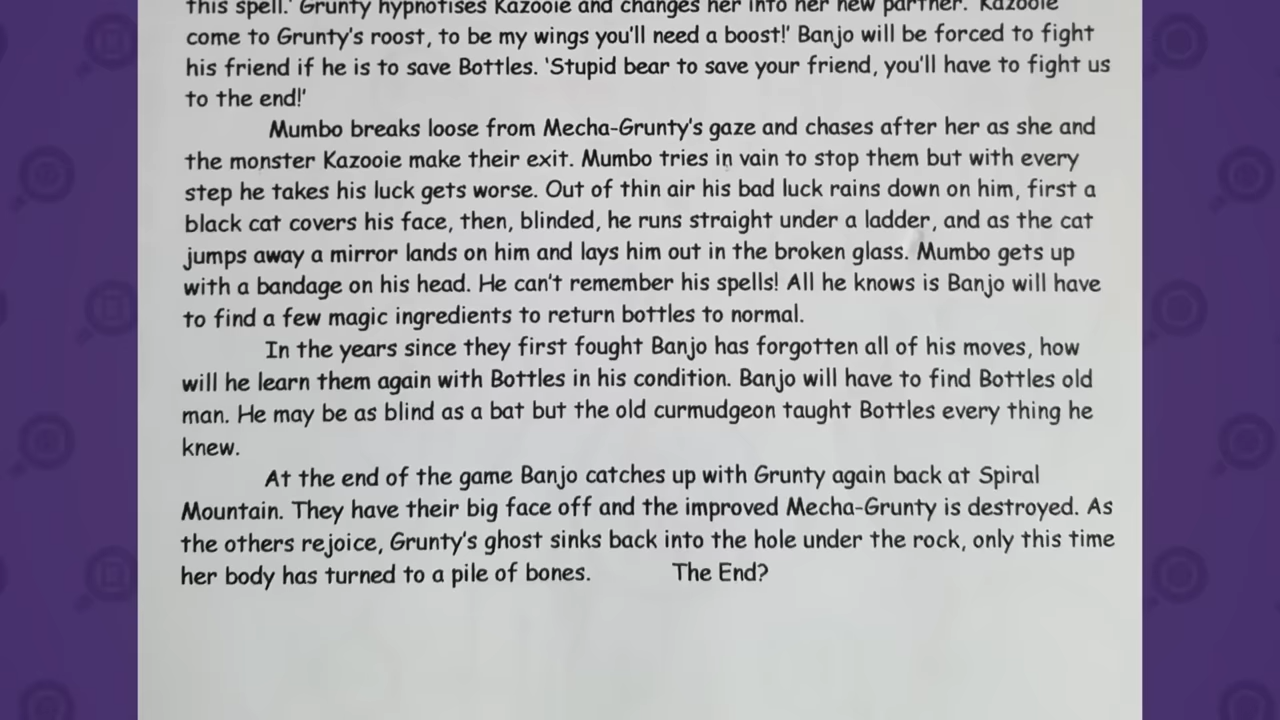 this spell.' Grunty hypnotises Kazooie and changes her into her new partner. 'Kazooie
come to Grunty's roost, to be my wings you'll need a boost!' Banjo will be forced to fight
his friend if he is to save Bottles. 'Stupid bear to save your friend, you'll have to fight us
to the end!'
Mumbo breaks loose from Mecha-Grunty's gaze and chases after her as she and
the monster Kazooie make their exit. Mumbo tries in vain to stop them but with every
step he takes his luck gets worse. Out of thin air his bad luck rains down on him, first a
black cat covers his face, then, blinded, he runs straight under a ladder, and as the cat
jumps away a mirror lands on him and lays him out in the broken glass. Mumbo gets up
with a bandage on his head. He can't remember his spells! All he knows is Banjo will have
to find a few magic ingredients to return bottles to normal.
In the years since they first fought Banjo has forgotten all of his moves, how
will he learn them again with Bottles in his condition. Banjo will have to find Bottles old
man. He may be as blind as a bat but the old curmudgeon taught Bottles every thing he
knew.
At the end of the game Banjo catches up with Grunty again back at Spiral
Mountain. They have their big face off and the improved Mecha-Grunty is destroyed. As
the others rejoice, Grunty's ghost sinks back into the hole under the rock, only this time
her body has turned to a pile of bones. The End?